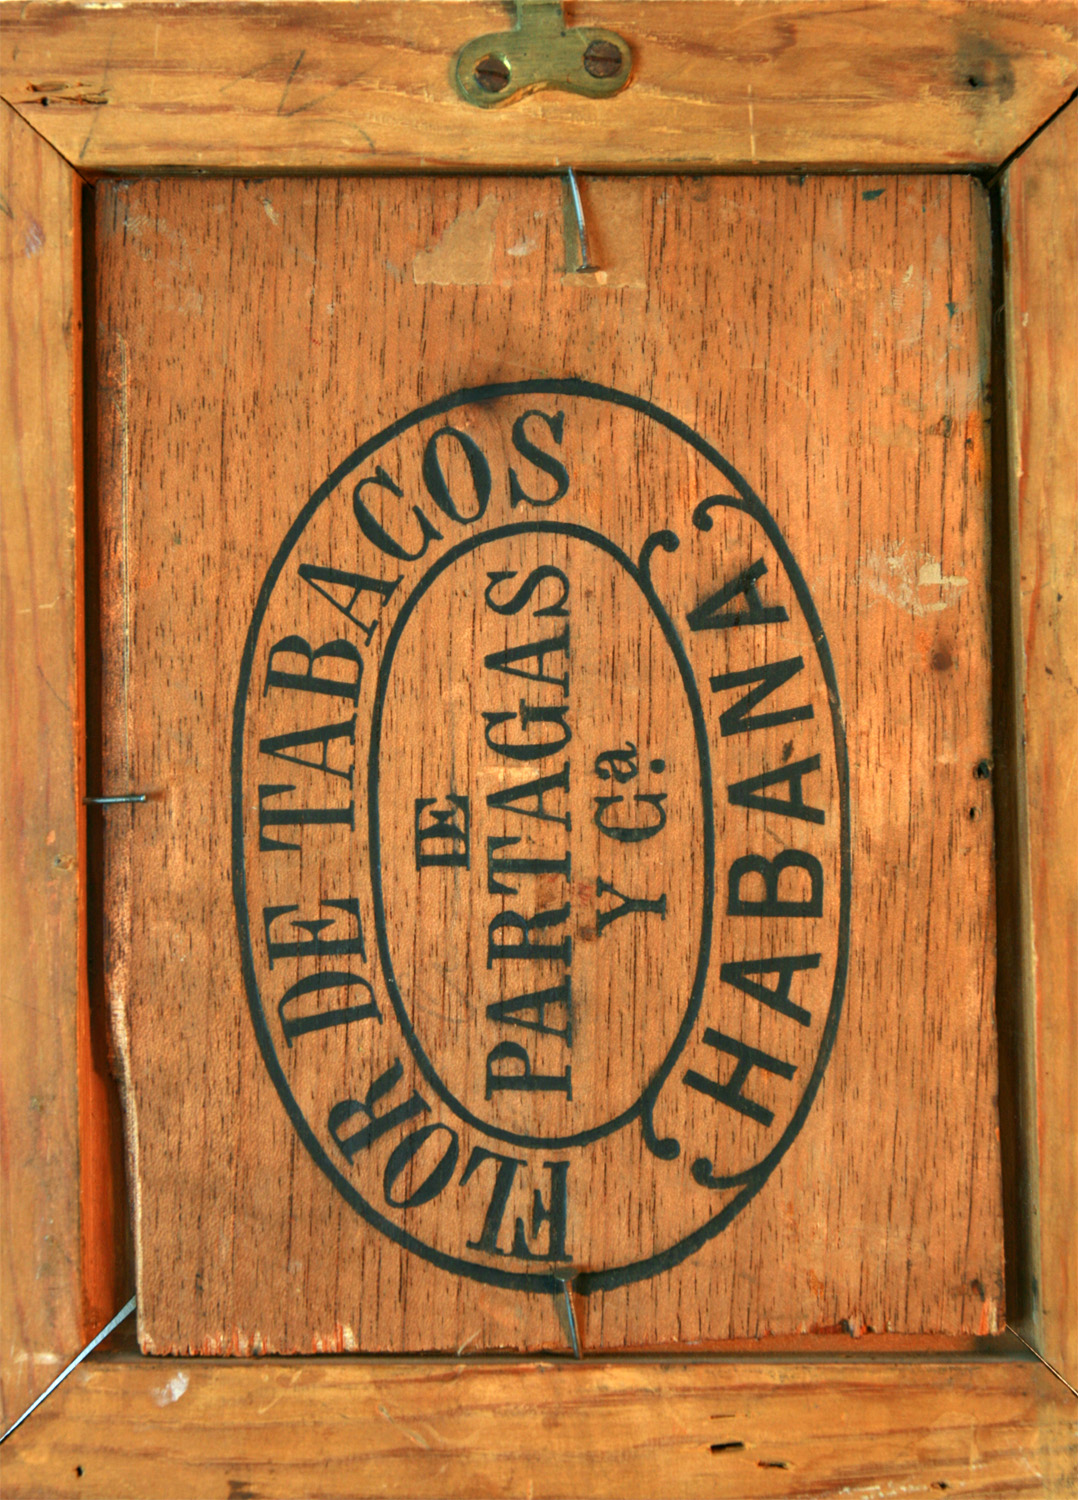 FLOR DE TABACOS
DE
PARTAGAS
Y Cª.
HABANA